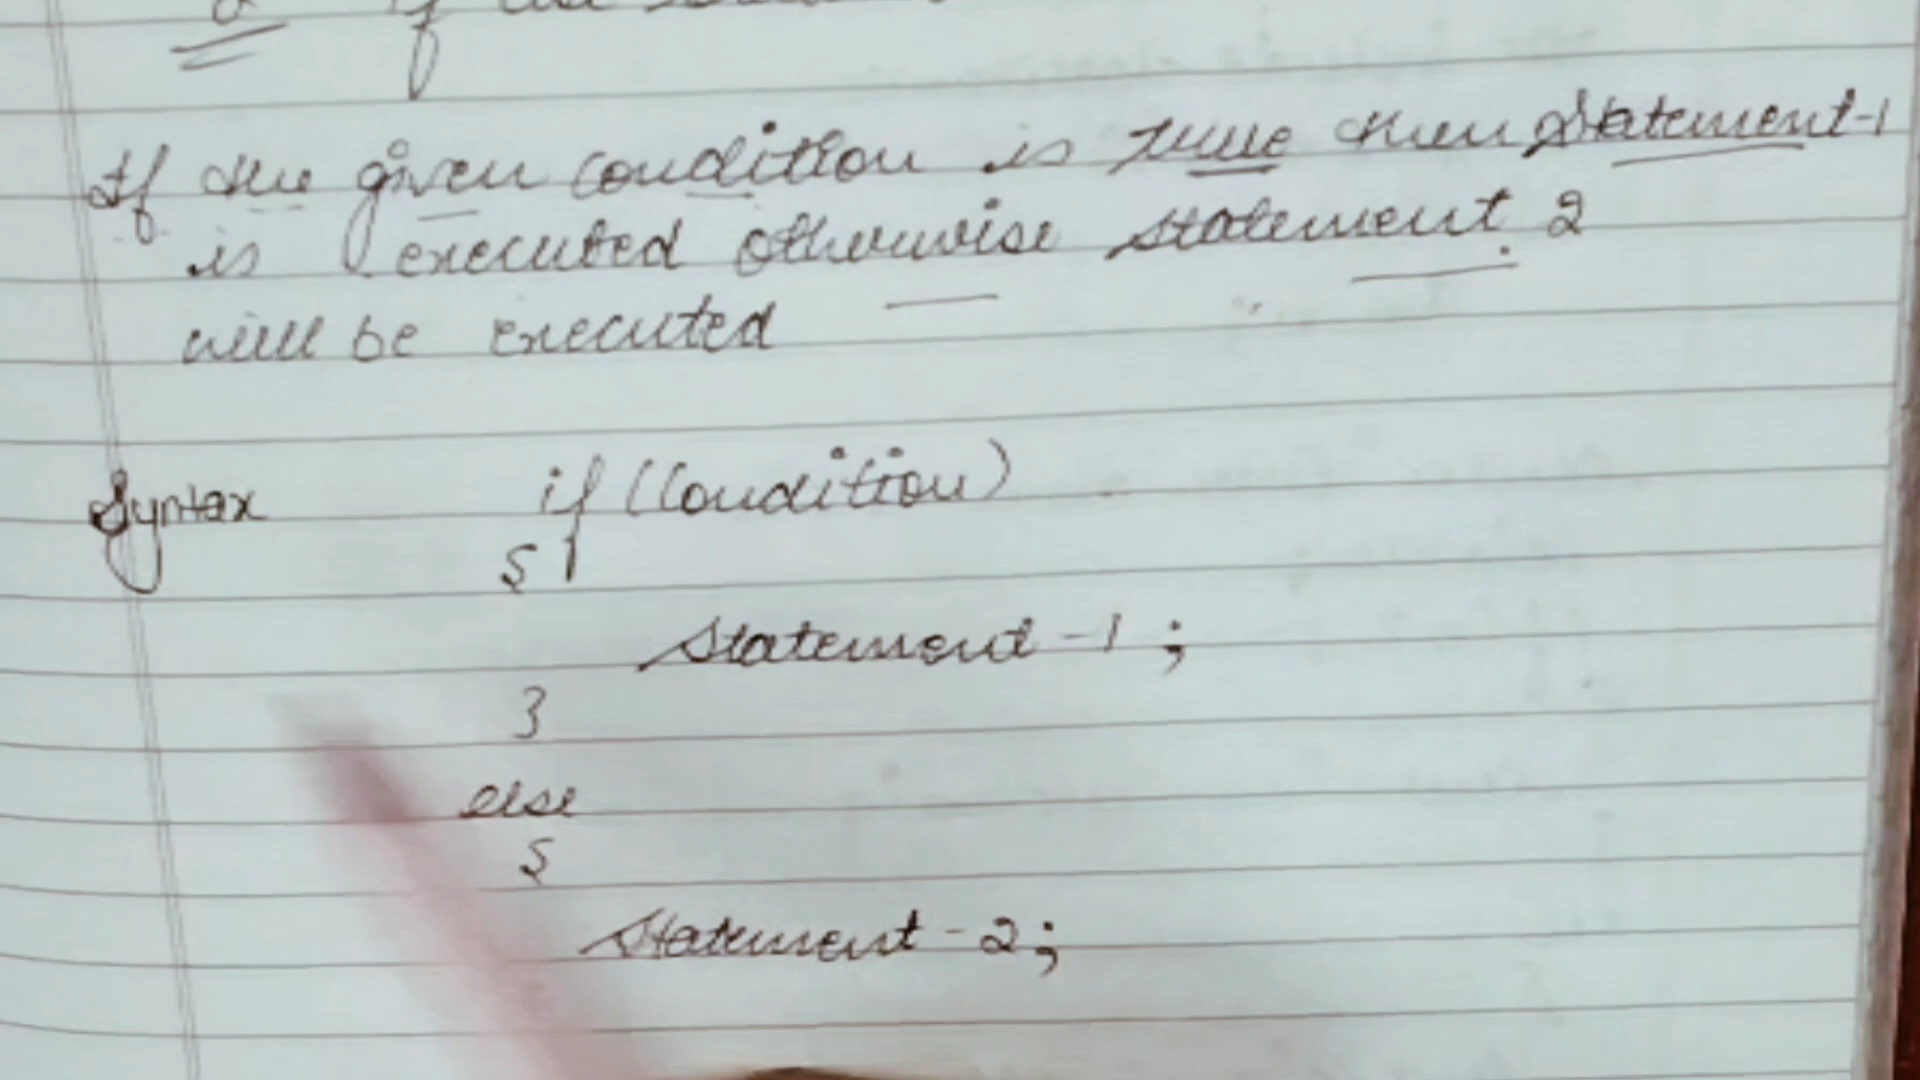 if
If the given condition is true then Statement-1
is executed otherwise statement 2
will be executed
Syntax if (Condition)
{
Statement-1;
}
else
{
Statement-2;